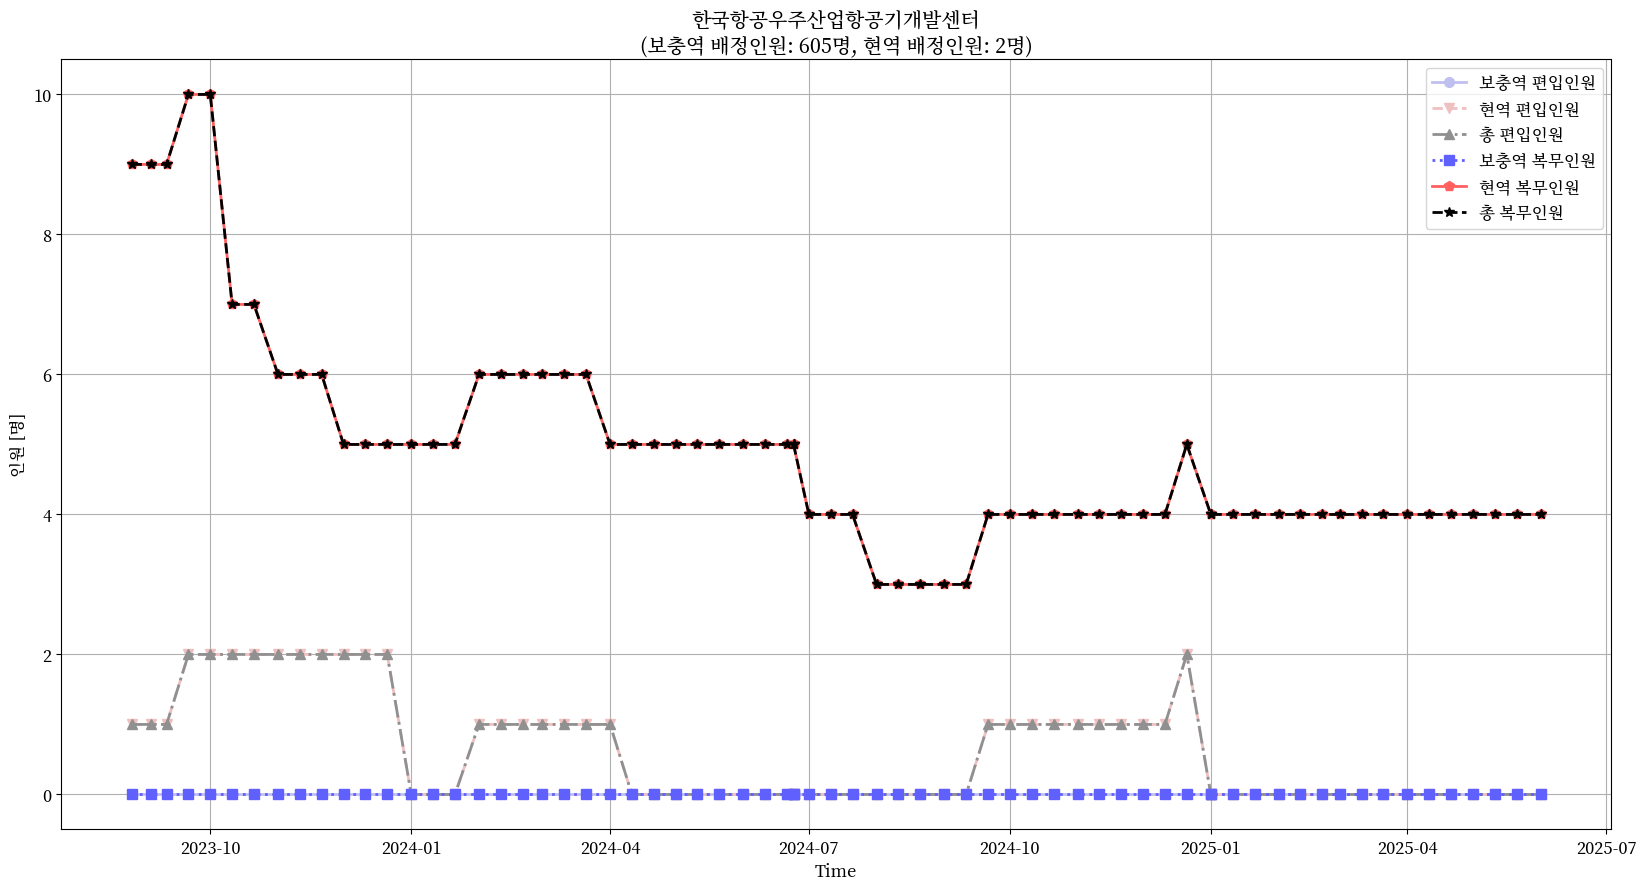 한국항공우주산업항공기개발센터
(보충역 배정인원: 605명, 현역 배정인원: 2명)
보충역 편입인원
현역 편입인원
총 편입인원
보충역 복무인원
현역 복무인원
총 복무인원
인원 [명]
10
8
6
4
2
0
2023-10
2024-01
2024-04
2024-07
2024-10
2025-01
2025-04
2025-07
Time